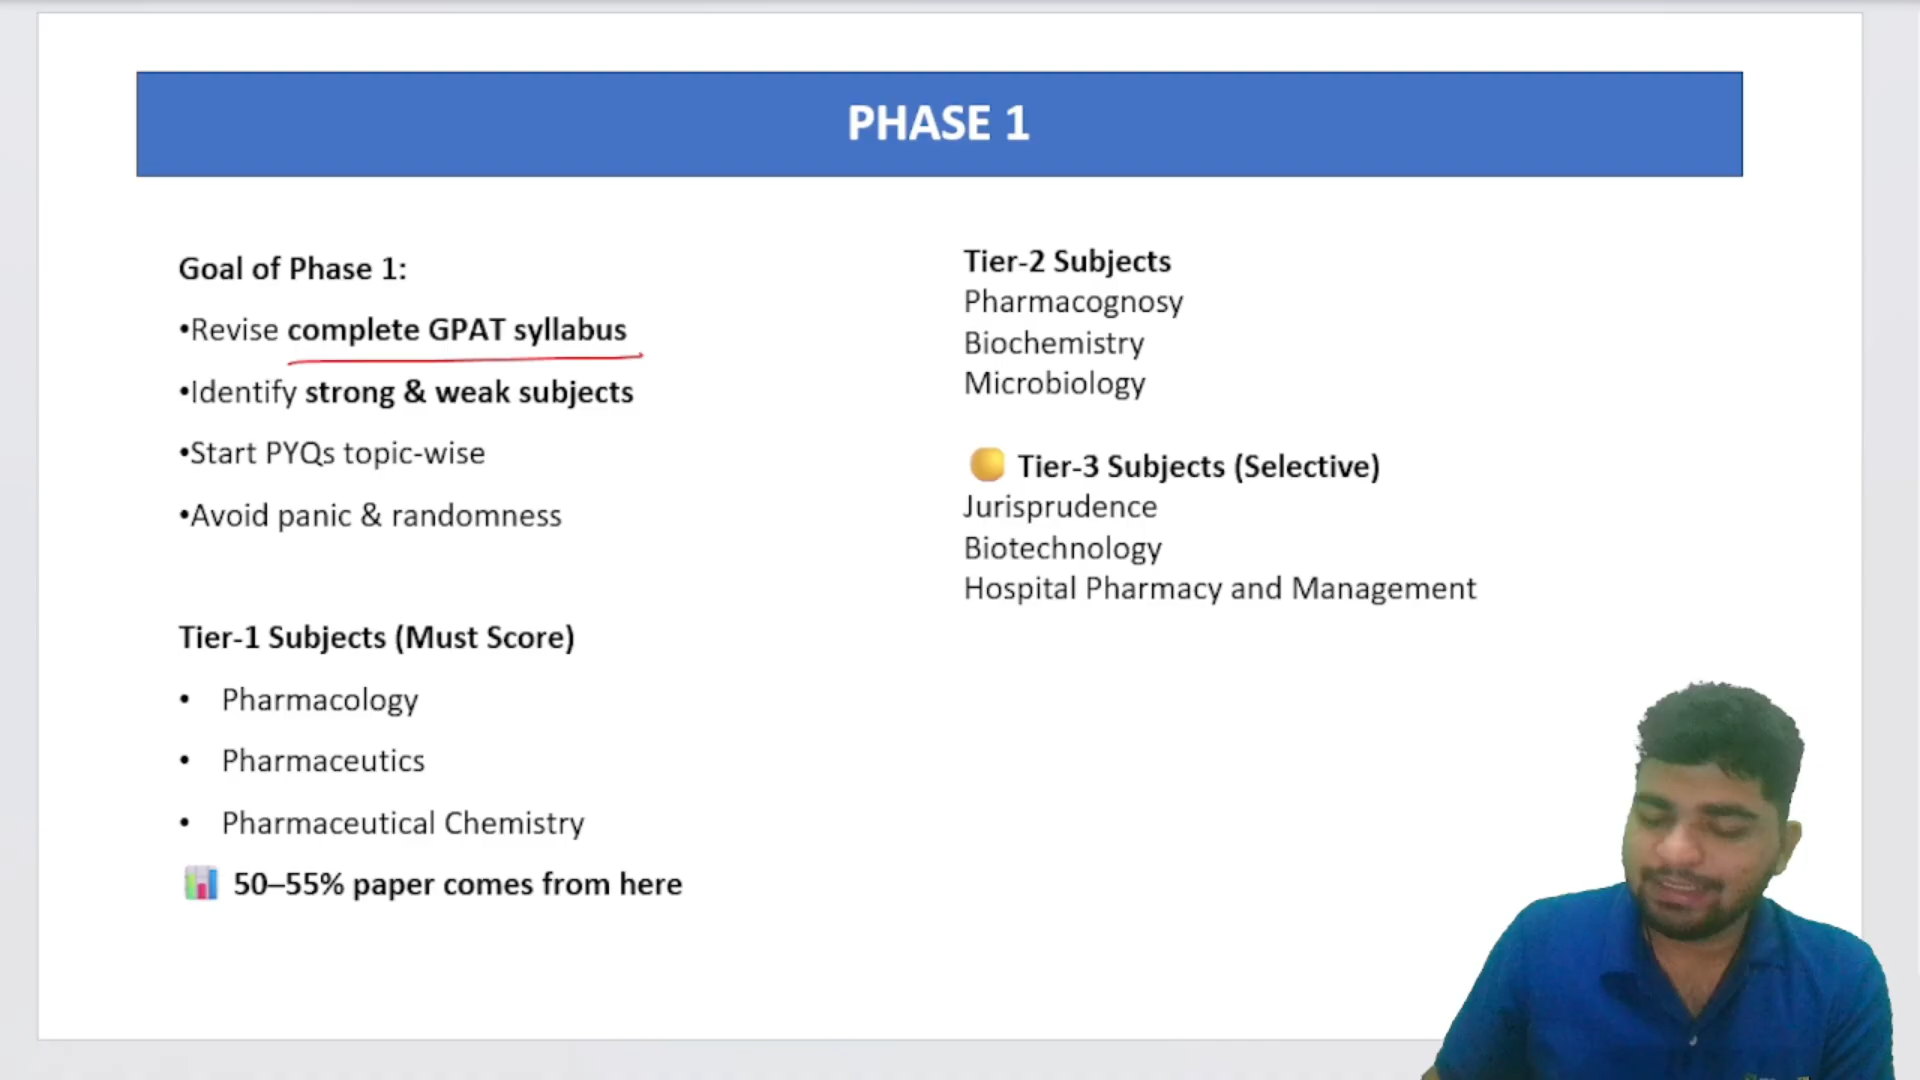 PHASE 1
Goal of Phase 1:
•Revise complete GPAT syllabus
•Identify strong & weak subjects
•Start PYQs topic-wise
•Avoid panic & randomness
Tier-1 Subjects (Must Score)
• Pharmacology
• Pharmaceutics
• Pharmaceutical Chemistry
📊 50–55% paper comes from here
Tier-2 Subjects
Pharmacognosy
Biochemistry
Microbiology
🟡 Tier-3 Subjects (Selective)
Jurisprudence
Biotechnology
Hospital Pharmacy and Management